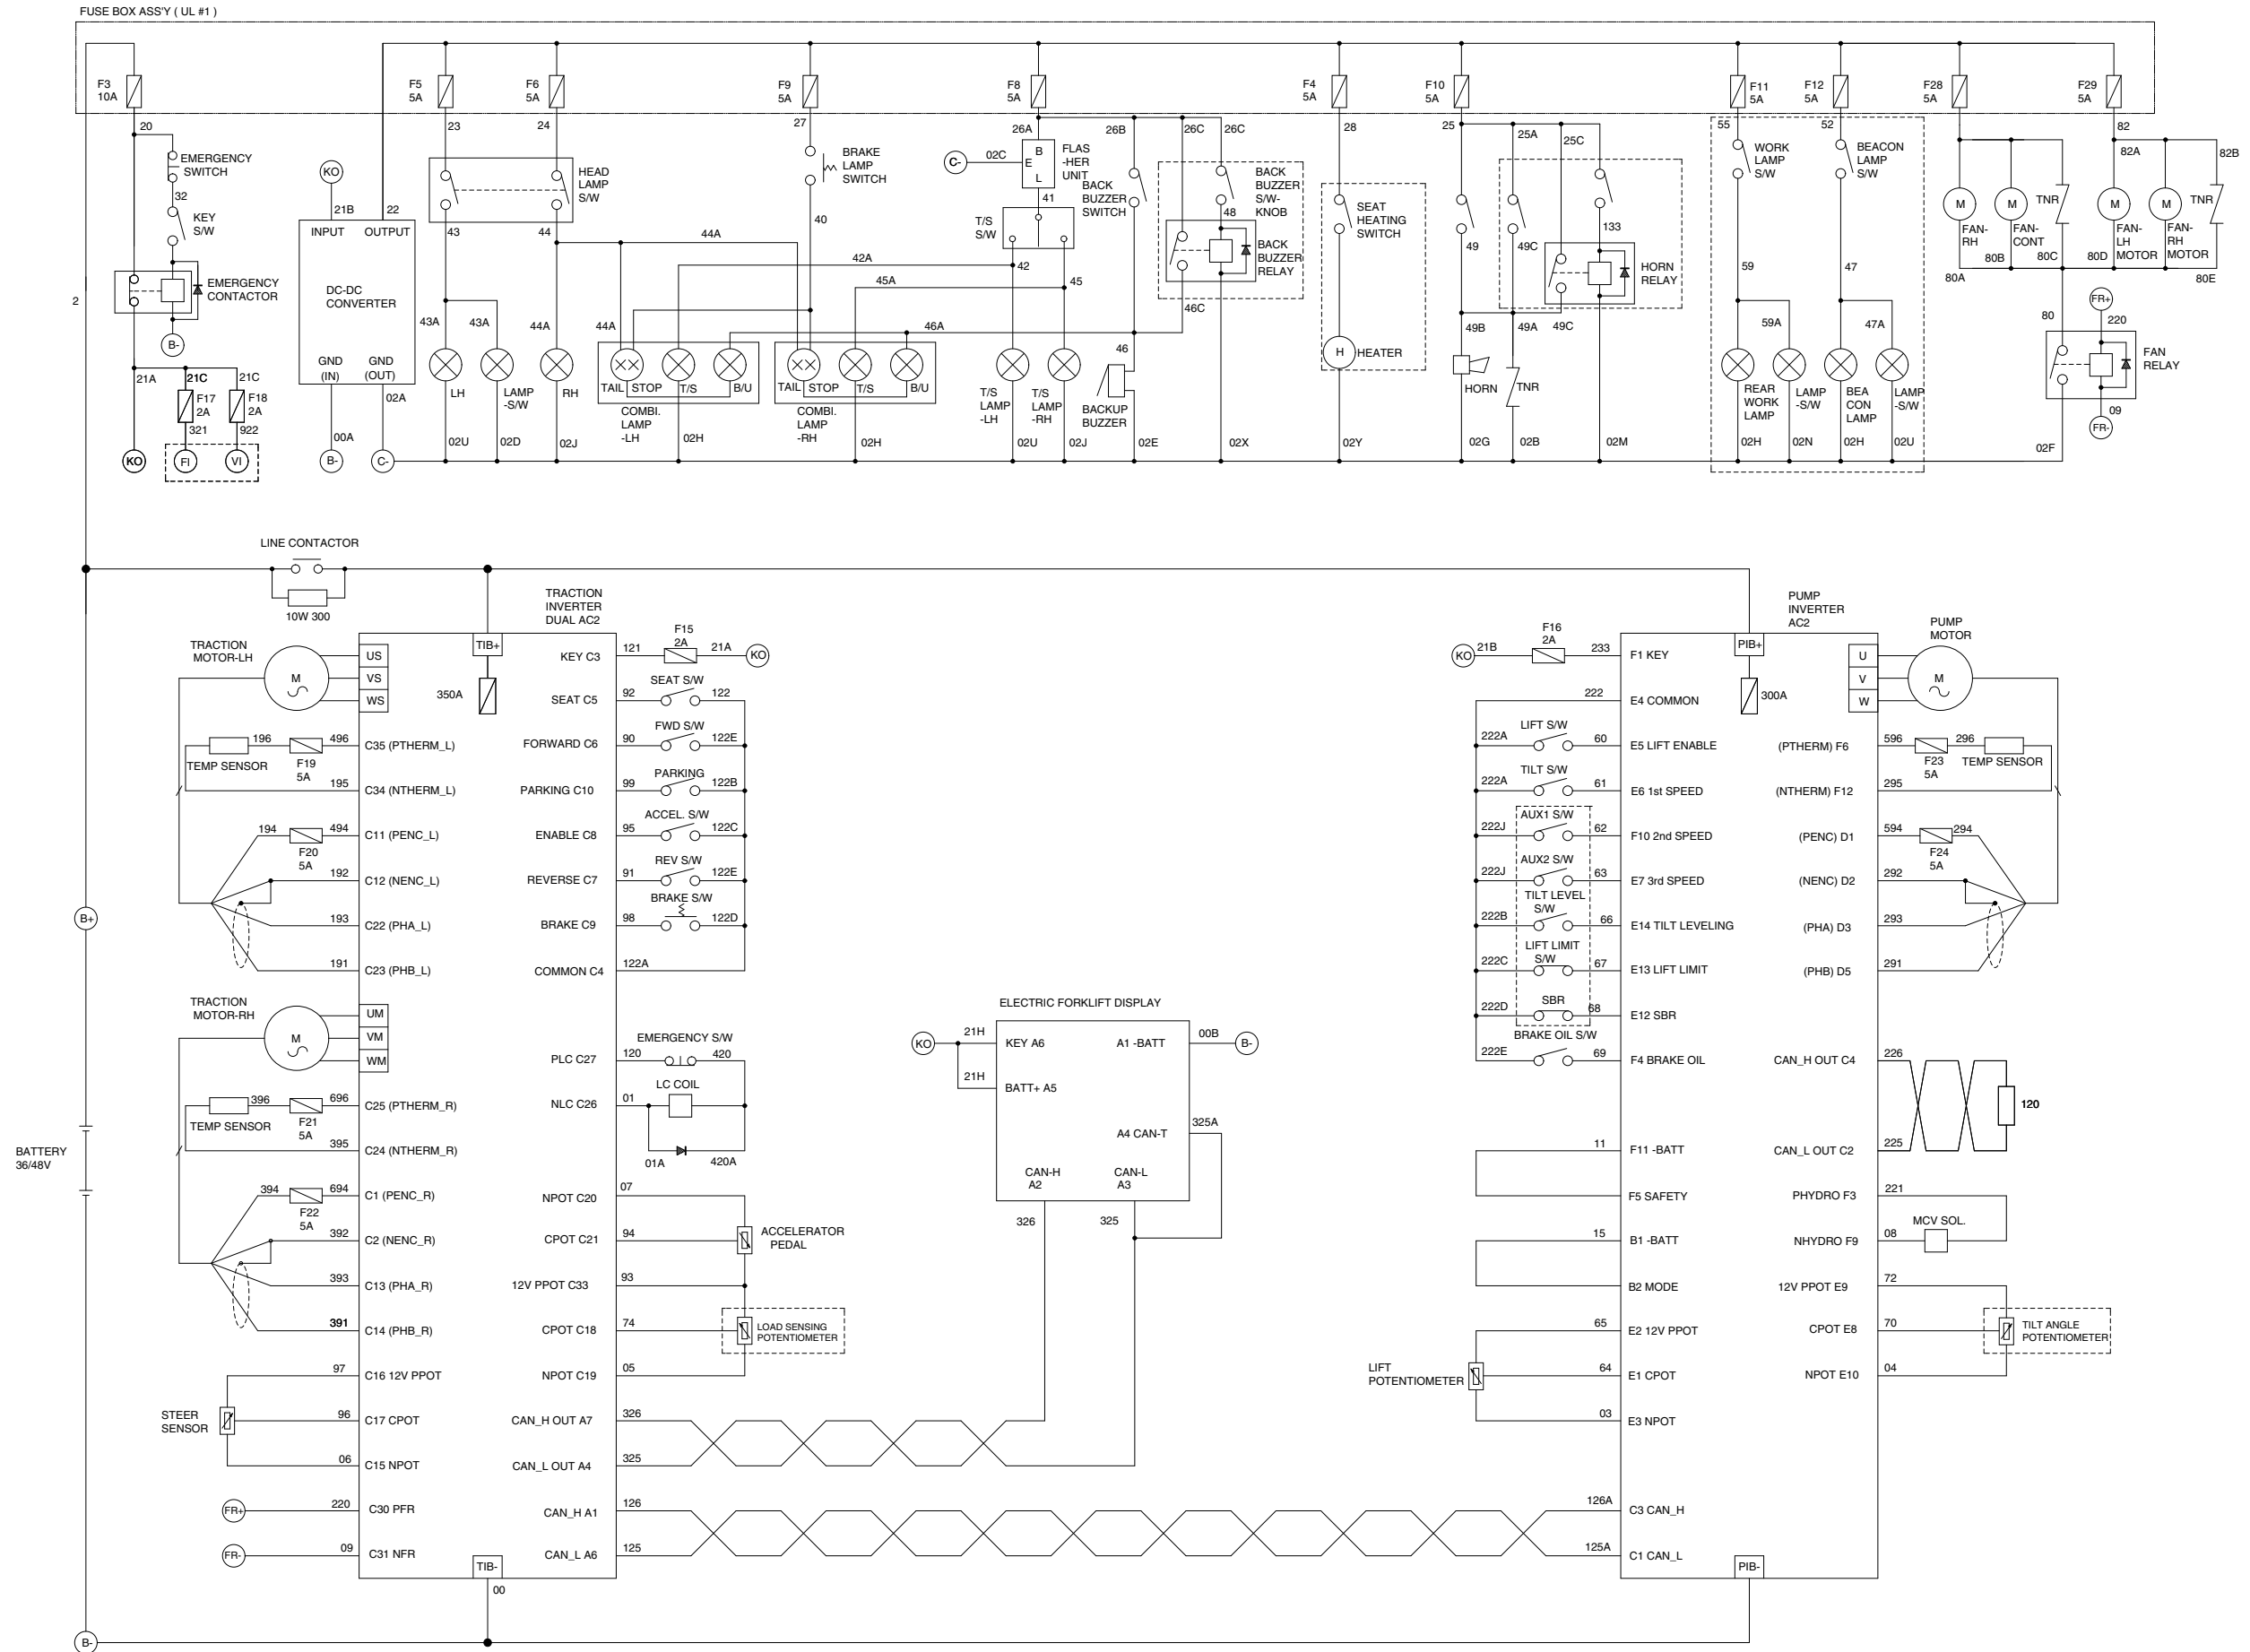 FUSE BOX ASS'Y ( UL #1 )
F3
10A
F5
5A
F6
5A
F9
5A
F8
5A
F4
5A
F10
5A
F11
5A
F12
5A
F28
5A
F29
5A
20
23
24
27
26A
26B
26C
26C
28
25
25A
25C
55
52
82
82A
82B
EMERGENCY
SWITCH
32
KEY
S/W
EMERGENCY
CONTACTOR
B-
2
21A
21C
21C
F17
2A
F18
2A
321
922
KO
FI
VI
KO
21B
22
INPUT
OUTPUT
DC-DC
CONVERTER
GND
(IN)
GND
(OUT)
00A
02A
B-
C-
HEAD
LAMP
S/W
43
44
43A
43A
44A
LH
LAMP
-S/W
RH
02U
02D
02J
BRAKE
LAMP
SWITCH
40
44A
42A
45A
44A
46A
TAIL
STOP
T/S
B/U
COMBI.
LAMP
-LH
02H
TAIL
STOP
T/S
B/U
COMBI.
LAMP
-RH
02H
C-
02C
B
E
L
FLAS
-HER
UNIT
41
T/S
S/W
42
45
T/S
LAMP
-LH
T/S
LAMP
-RH
02U
02J
BACK
BUZZER
SWITCH
46
BACKUP
BUZZER
02E
BACK
BUZZER
S/W-
KNOB
48
BACK
BUZZER
RELAY
46C
02X
SEAT
HEATING
SWITCH
H
HEATER
02Y
49
49C
133
HORN
RELAY
49B
49A
49C
HORN
TNR
02G
02B
02M
WORK
LAMP
S/W
BEACON
LAMP
S/W
59
47
59A
47A
REAR
WORK
LAMP
LAMP
-S/W
BEA
CON
LAMP
LAMP
-S/W
02H
02N
02H
02U
M
M
TNR
M
M
TNR
FAN-
RH
FAN-
CONT
FAN-
LH
MOTOR
FAN-
RH
MOTOR
80A
80B
80C
80D
80E
FR+
80
220
FAN
RELAY
09
FR-
02F
LINE CONTACTOR
10W 300
TRACTION
INVERTER
DUAL AC2
TRACTION
MOTOR-LH
M
US
VS
WS
TIB+
350A
196
496
C35 (PTHERM_L)
TEMP SENSOR
F19
5A
195
C34 (NTHERM_L)
194
494
C11 (PENC_L)
F20
5A
192
C12 (NENC_L)
193
C22 (PHA_L)
191
C23 (PHB_L)
TRACTION
MOTOR-RH
M
UM
VM
WM
396
696
C25 (PTHERM_R)
TEMP SENSOR
F21
5A
395
C24 (NTHERM_R)
394
694
C1 (PENC_R)
F22
5A
392
C2 (NENC_R)
393
C13 (PHA_R)
391
C14 (PHB_R)
97
C16 12V PPOT
STEER
SENSOR
96
C17 CPOT
06
C15 NPOT
FR+
220
C30 PFR
FR-
09
C31 NFR
TIB-
00
B+
BATTERY
36/48V
B-
KEY C3
121
F15
2A
21A
KO
SEAT C5
92
SEAT S/W
122
FORWARD C6
90
FWD S/W
122E
PARKING C10
99
PARKING
122B
ENABLE C8
95
ACCEL. S/W
122C
REVERSE C7
91
REV S/W
122E
BRAKE C9
98
BRAKE S/W
122D
COMMON C4
122A
PLC C27
120
EMERGENCY S/W
420
NLC C26
01
LC COIL
01A
420A
NPOT C20
07
CPOT C21
94
ACCELERATOR
PEDAL
12V PPOT C33
93
CPOT C18
74
LOAD SENSING
POTENTIOMETER
NPOT C19
05
CAN_H OUT A7
326
CAN_L OUT A4
325
CAN_H A1
126
CAN_L A6
125
ELECTRIC FORKLIFT DISPLAY
KO
21H
KEY A6
A1 -BATT
00B
B-
21H
BATT+ A5
325A
A4 CAN-T
CAN-H
A2
CAN-L
A3
326
325
PUMP
INVERTER
AC2
KO
21B
F16
2A
233
F1 KEY
PIB+
300A
U
V
W
PUMP
MOTOR
M
222
E4 COMMON
222A
LIFT S/W
60
E5 LIFT ENABLE
222A
TILT S/W
61
E6 1st SPEED
222J
AUX1 S/W
62
F10 2nd SPEED
222J
AUX2 S/W
63
E7 3rd SPEED
222B
TILT LEVEL
S/W
66
E14 TILT LEVELING
222C
LIFT LIMIT
S/W
67
E13 LIFT LIMIT
222D
SBR
68
E12 SBR
222E
BRAKE OIL S/W
69
F4 BRAKE OIL
11
F11 -BATT
F5 SAFETY
15
B1 -BATT
B2 MODE
65
E2 12V PPOT
LIFT
POTENTIOMETER
64
E1 CPOT
03
E3 NPOT
126A
C3 CAN_H
125A
C1 CAN_L
PIB-
(PTHERM) F6
596
296
F23
5A
TEMP SENSOR
(NTHERM) F12
295
(PENC) D1
594
294
F24
5A
(NENC) D2
292
(PHA) D3
293
(PHB) D5
291
CAN_H OUT C4
226
120
CAN_L OUT C2
225
PHYDRO F3
221
MCV SOL.
NHYDRO F9
08
12V PPOT E9
72
CPOT E8
70
TILT ANGLE
POTENTIOMETER
NPOT E10
04